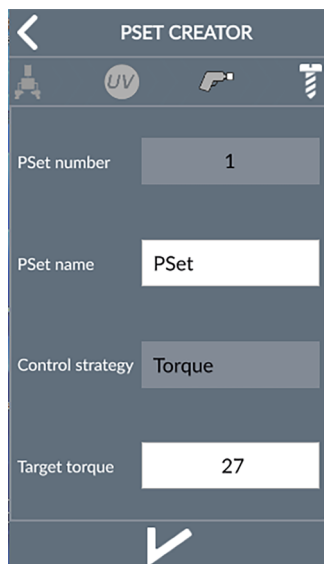 PSET CREATOR
UV
PSet number 1
PSet name PSet
Control strategy Torque
Target torque 27